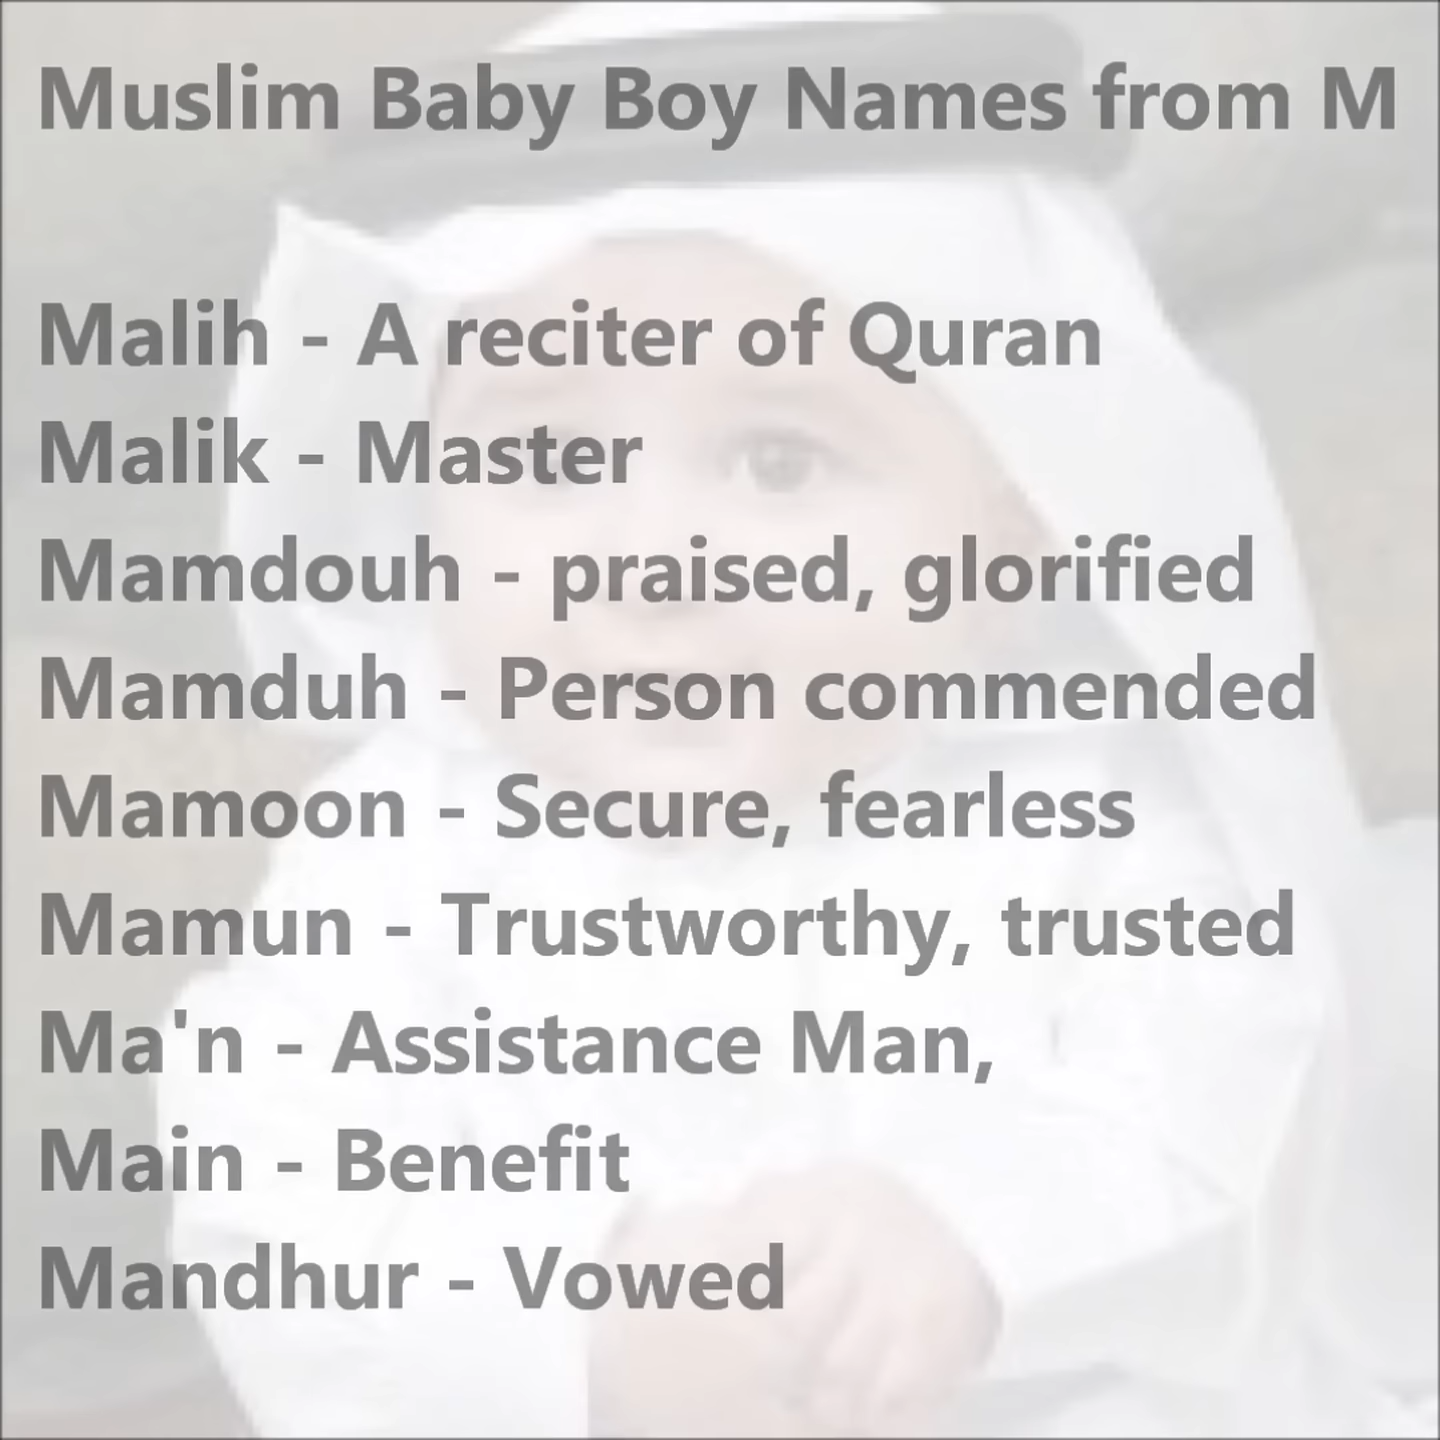 Muslim Baby Boy Names from M
Malih - A reciter of Quran
Malik - Master
Mamdouh - praised, glorified
Mamduh - Person commended
Mamoon - Secure, fearless
Mamun - Trustworthy, trusted
Ma'n - Assistance Man,
Main - Benefit
Mandhur - Vowed